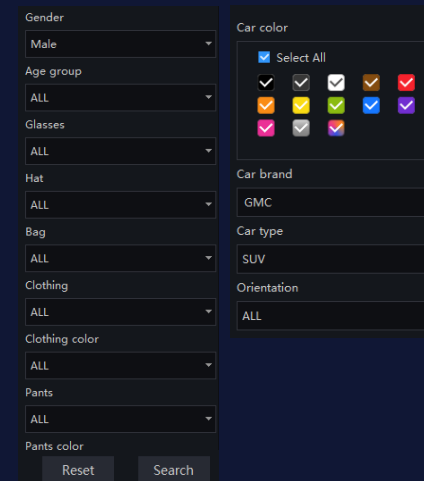 Gender
Male
Age group
ALL
Glasses
ALL
Hat
ALL
Bag
ALL
Clothing
ALL
Clothing color
ALL
Pants
ALL
Pants color
Reset Search
Car color
Select All
Car brand
GMC
Car type
SUV
Orientation
ALL